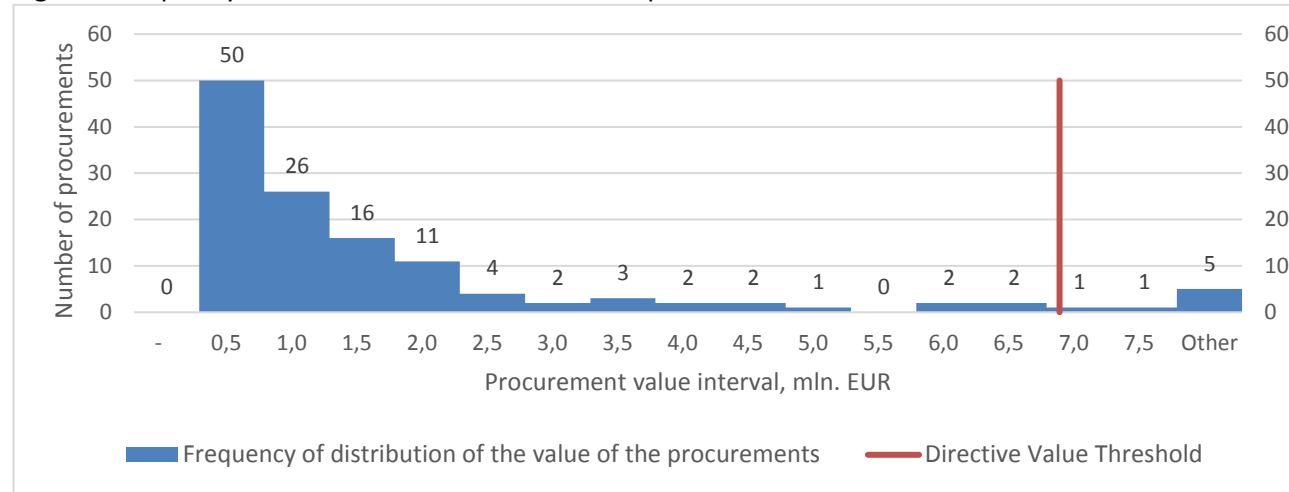 60 60
50 50
50
40 40
30 30
26
20 20
16
11
10 10
4 2 3 2 2 1 0 2 2 1 1 5
0
0 0
- 0,5 1,0 1,5 2,0 2,5 3,0 3,5 4,0 4,5 5,0 5,5 6,0 6,5 7,0 7,5 Other
Number of procurements
Procurement value interval, mln. EUR
Frequency of distribution of the value of the procurements Directive Value Threshold